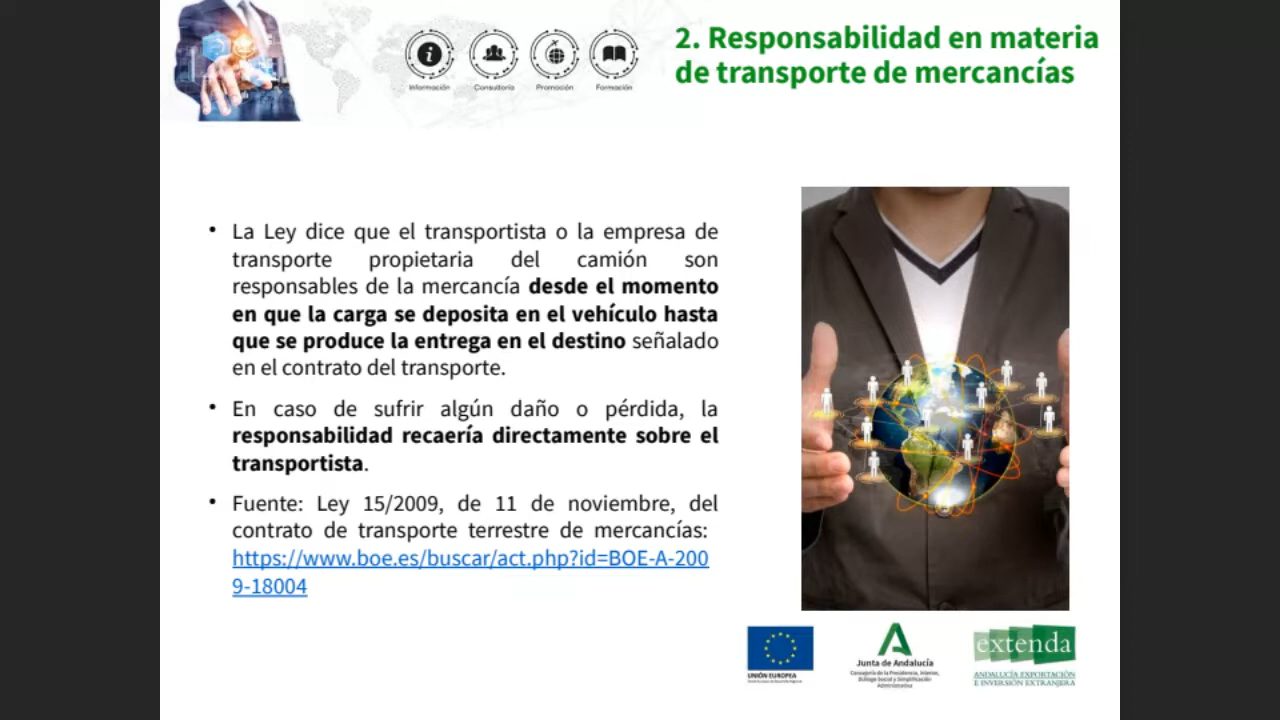 2. Responsabilidad en materia
de transporte de mercancías
Información
Consultoría
Promoción
Formación
• La Ley dice que el transportista o la empresa de
transporte propietaria del camión son
responsables de la mercancía desde el momento
en que la carga se deposita en el vehículo hasta
que se produce la entrega en el destino señalado
en el contrato del transporte.
• En caso de sufrir algún daño o pérdida, la
responsabilidad recaería directamente sobre el
transportista.
• Fuente: Ley 15/2009, de 11 de noviembre, del
contrato de transporte terrestre de mercancías:
https://www.boe.es/buscar/act.php?id=BOE-A-200
9-18004
UNIÓN EUROPEA
Junta de Andalucía
Consejería de la Presidencia, Interior,
Diálogo Social y Simplificación
Administrativa
extenda
ANDALUCÍA EXPORTACIÓN
E INVERSIÓN EXTRANJERA